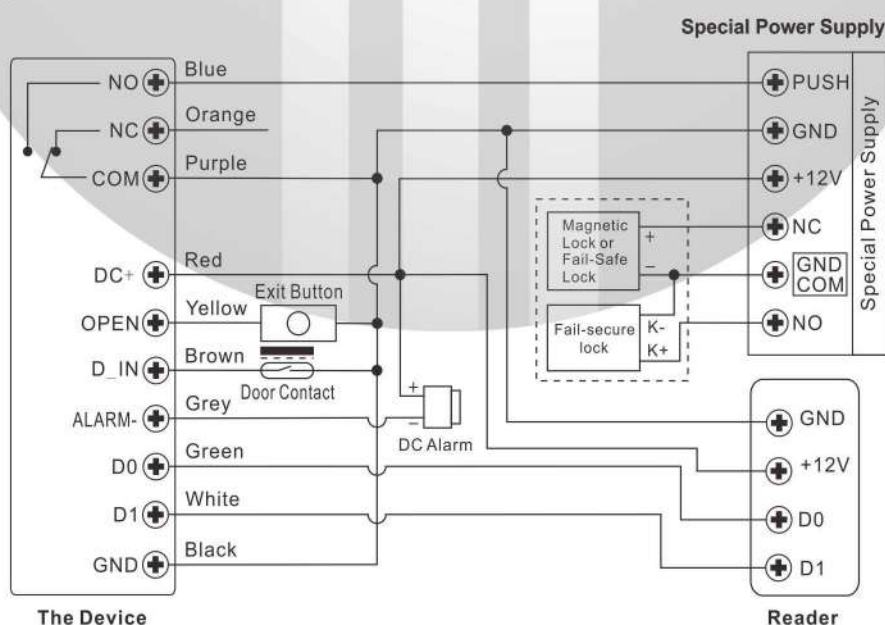 Special Power Supply
NO
Blue
PUSH
NC
Orange
GND
COM
Purple
+12V
Magnetic
Lock or
Fail-Safe
Lock
+
−
NC
DC+
Red
GND
COM
OPEN
Yellow
Exit Button
Fail-secure
lock
K-
K+
NO
Special Power Supply
D_IN
Brown
Door Contact
ALARM-
Grey
+
−
DC Alarm
GND
D0
Green
+12V
D1
White
D0
GND
Black
D1
The Device
Reader